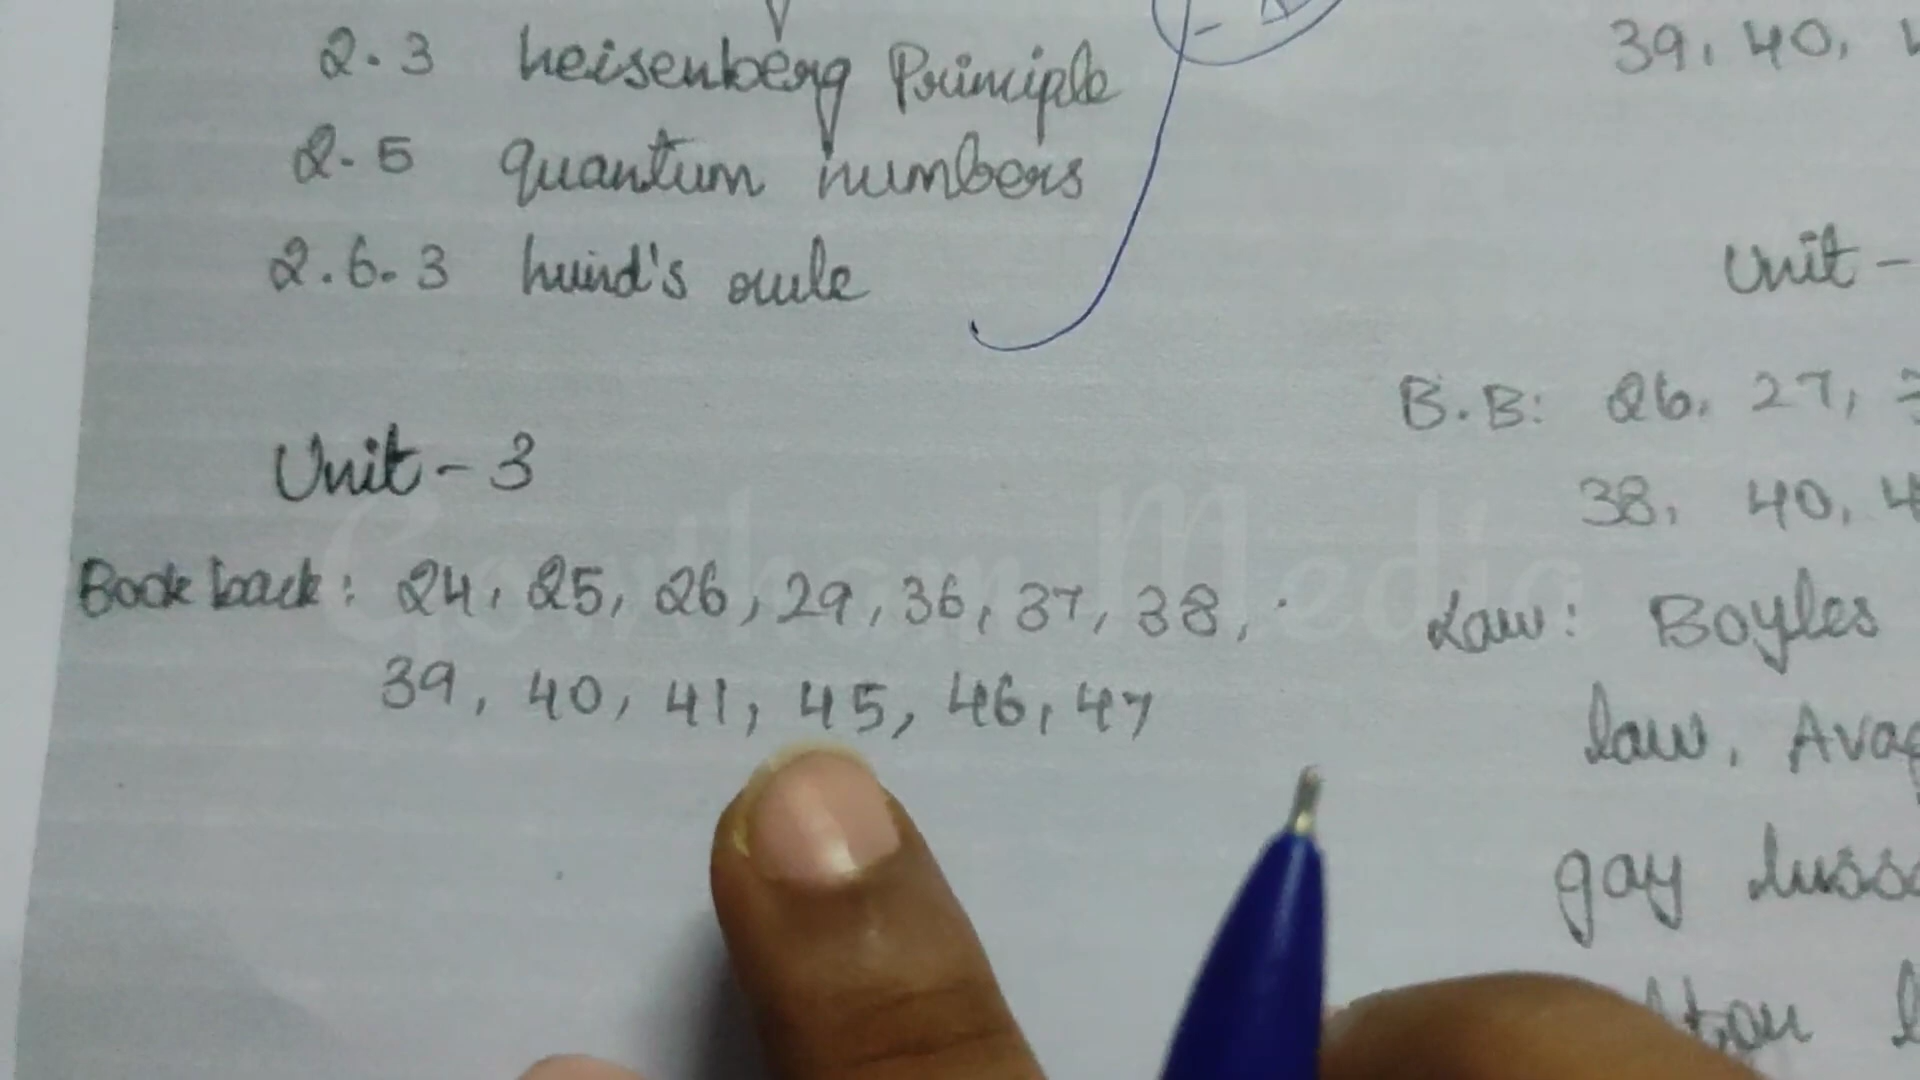 2.3 heisenberg Principle
2.5 quantum numbers
2.6.3 hund's rule
Unit - 3
Book back: 24, 25, 26, 29, 36, 37, 38,
39, 40, 41, 45, 46, 47
39, 40,
Unit -
B.B: 26, 27,
38, 40,
Law: Boyles
law,
gay
Gowtham Media